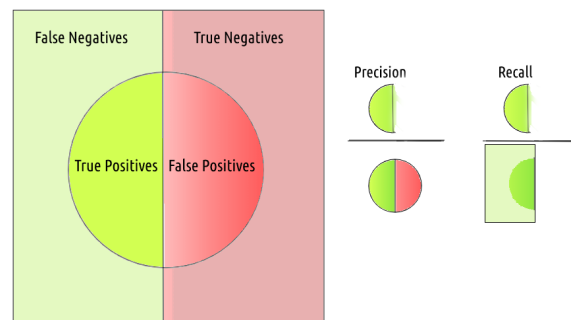 False Negatives
True Negatives
True Positives
False Positives
Precision
Recall